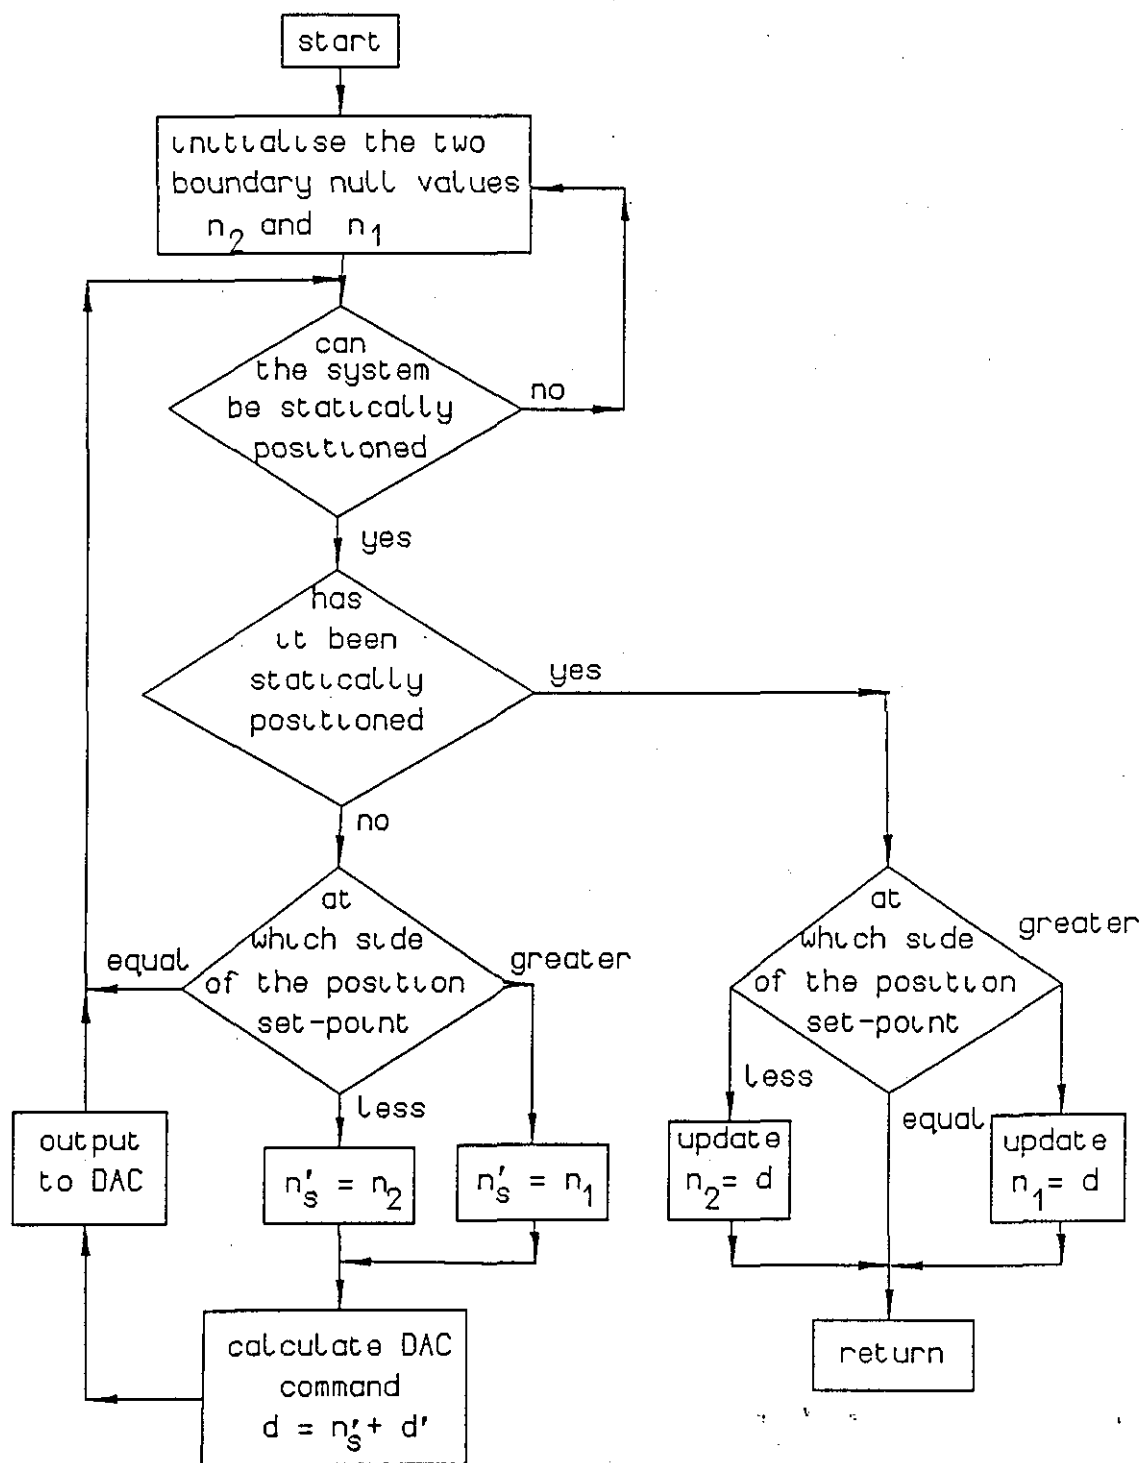 start
initialise the two
boundary null values
n₂ and n₁
can
the system
be statically
positioned
no
yes
has
it been
statically
positioned
yes
no
at
which side
of the position
set-point
equal
greater
less
n's = n₂
n's = n₁
output
to DAC
calculate DAC
command
d = n's + d'
at
which side
of the position
set-point
greater
less
equal
update
n₂= d
update
n₁= d
return